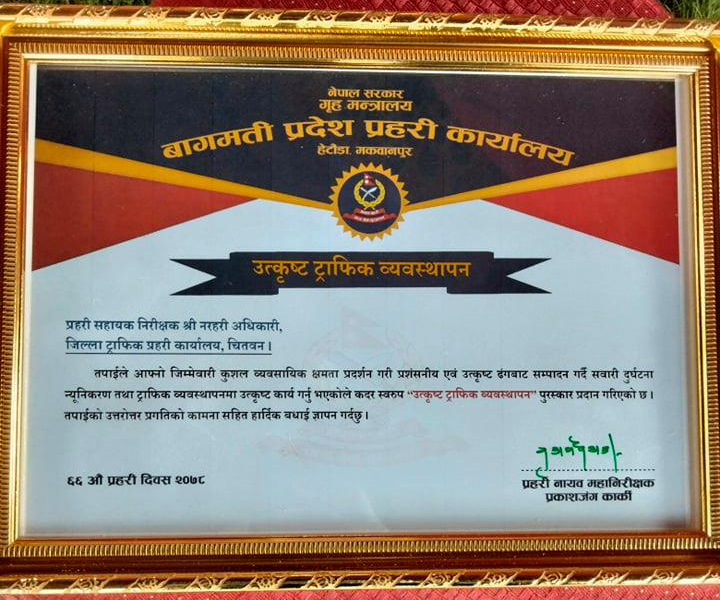 नेपाल सरकार
गृह मन्त्रालय
बागमती प्रदेश प्रहरी कार्यालय
हेटौंडा, मकवानपुर
उत्कृष्ट ट्राफिक व्यवस्थापन
प्रहरी सहायक निरीक्षक श्री नरहरी अधिकारी,
जिल्ला ट्राफिक प्रहरी कार्यालय, चितवन।
तपाईले आफ्नो जिम्मेवारी कुशल व्यवसायिक क्षमता प्रदर्शन गरी प्रशंसनीय एवं उत्कृष्ट ढंगबाट सम्पादन गर्दै सवारी दुर्घटना
न्यूनिकरण तथा ट्राफिक व्यवस्थापनमा उत्कृष्ट कार्य गर्नु भएकोले कदर स्वरुप "उत्कृष्ट ट्राफिक व्यवस्थापन" पुरस्कार प्रदान गरिएको छ।
तपाईको उत्तरोत्तर प्रगतिको कामना सहित हार्दिक बधाई ज्ञापन गर्दछु।
६६ औ प्रहरी दिवस २०७८
प्रहरी नायव महानिरीक्षक
प्रकाशजंग कार्की